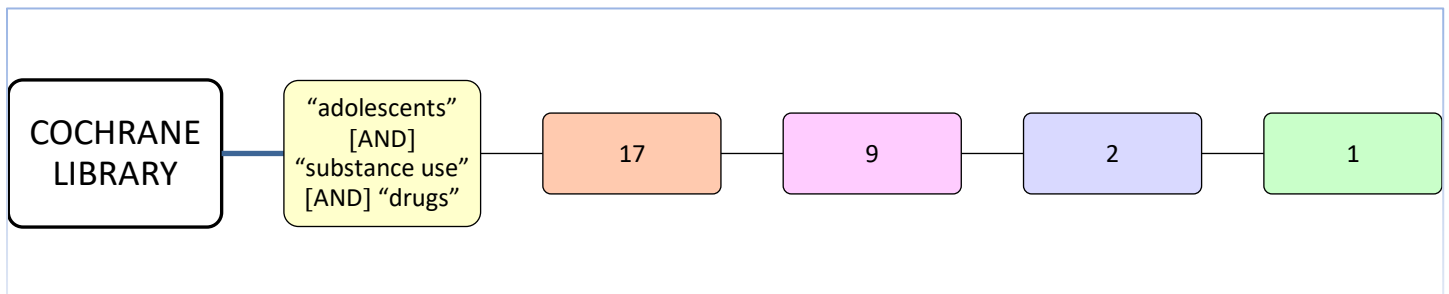 COCHRANE
LIBRARY
“adolescents”
[AND]
“substance use”
[AND] “drugs”
17
9
2
1